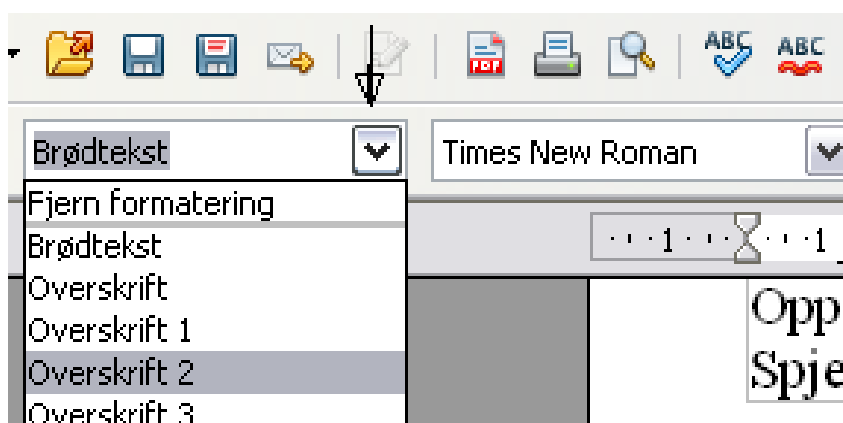 ABC ABC
PDF
Brødtekst Times New Roman
Fjern formatering
Brødtekst
1 1
Overskrift
Overskrift 1
Opp
Overskrift 2
Spje
Overskrift 3